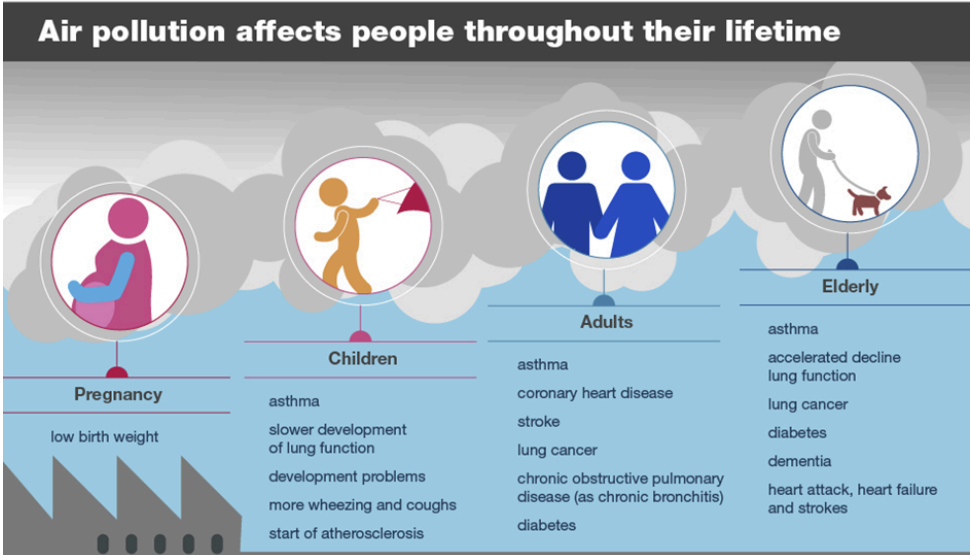 Air pollution affects people throughout their lifetime
Pregnancy
low birth weight
Children
asthma
slower development
of lung function
development problems
more wheezing and coughs
start of atherosclerosis
Adults
asthma
coronary heart disease
stroke
lung cancer
chronic obstructive pulmonary
disease (as chronic bronchitis)
diabetes
Elderly
asthma
accelerated decline
lung function
lung cancer
diabetes
dementia
heart attack, heart failure
and strokes